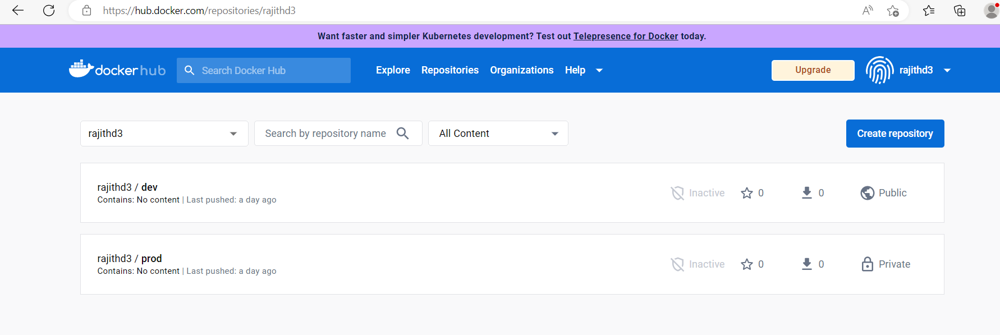 https://hub.docker.com/repositories/rajithd3
Want faster and simpler Kubernetes development? Test out Telepresence for Docker today.
dockerhub Search Docker Hub Explore Repositories Organizations Help Upgrade rajithd3
rajithd3 Search by repository name All Content Create repository
rajithd3 / dev
Contains: No content | Last pushed: a day ago
Inactive 0 0 Public
rajithd3 / prod
Contains: No content | Last pushed: a day ago
Inactive 0 0 Private